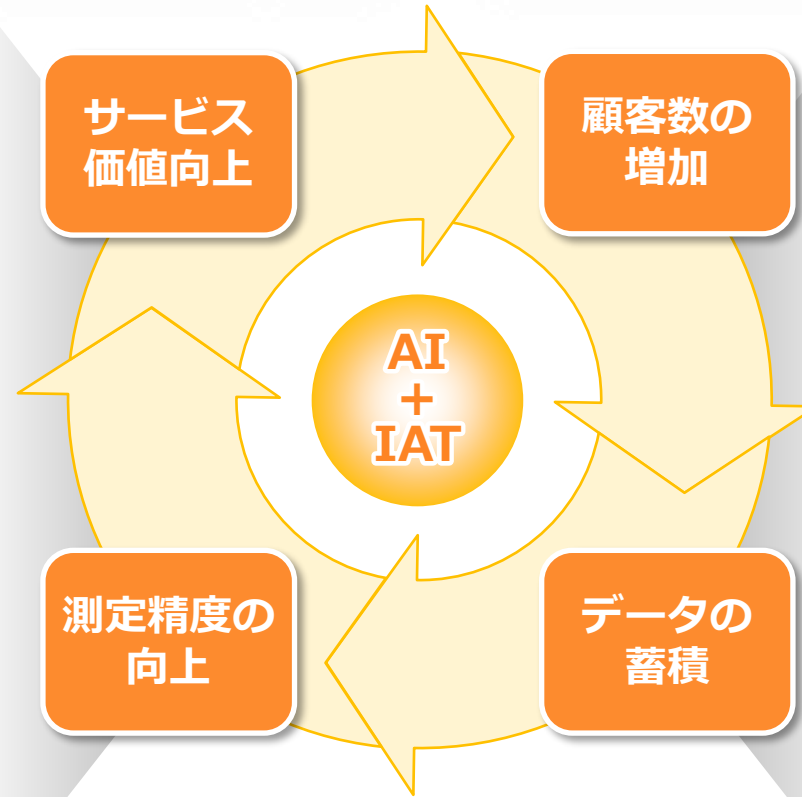 サービス
価値向上
顧客数の
増加
AI
+
IAT
測定精度の
向上
データの
蓄積